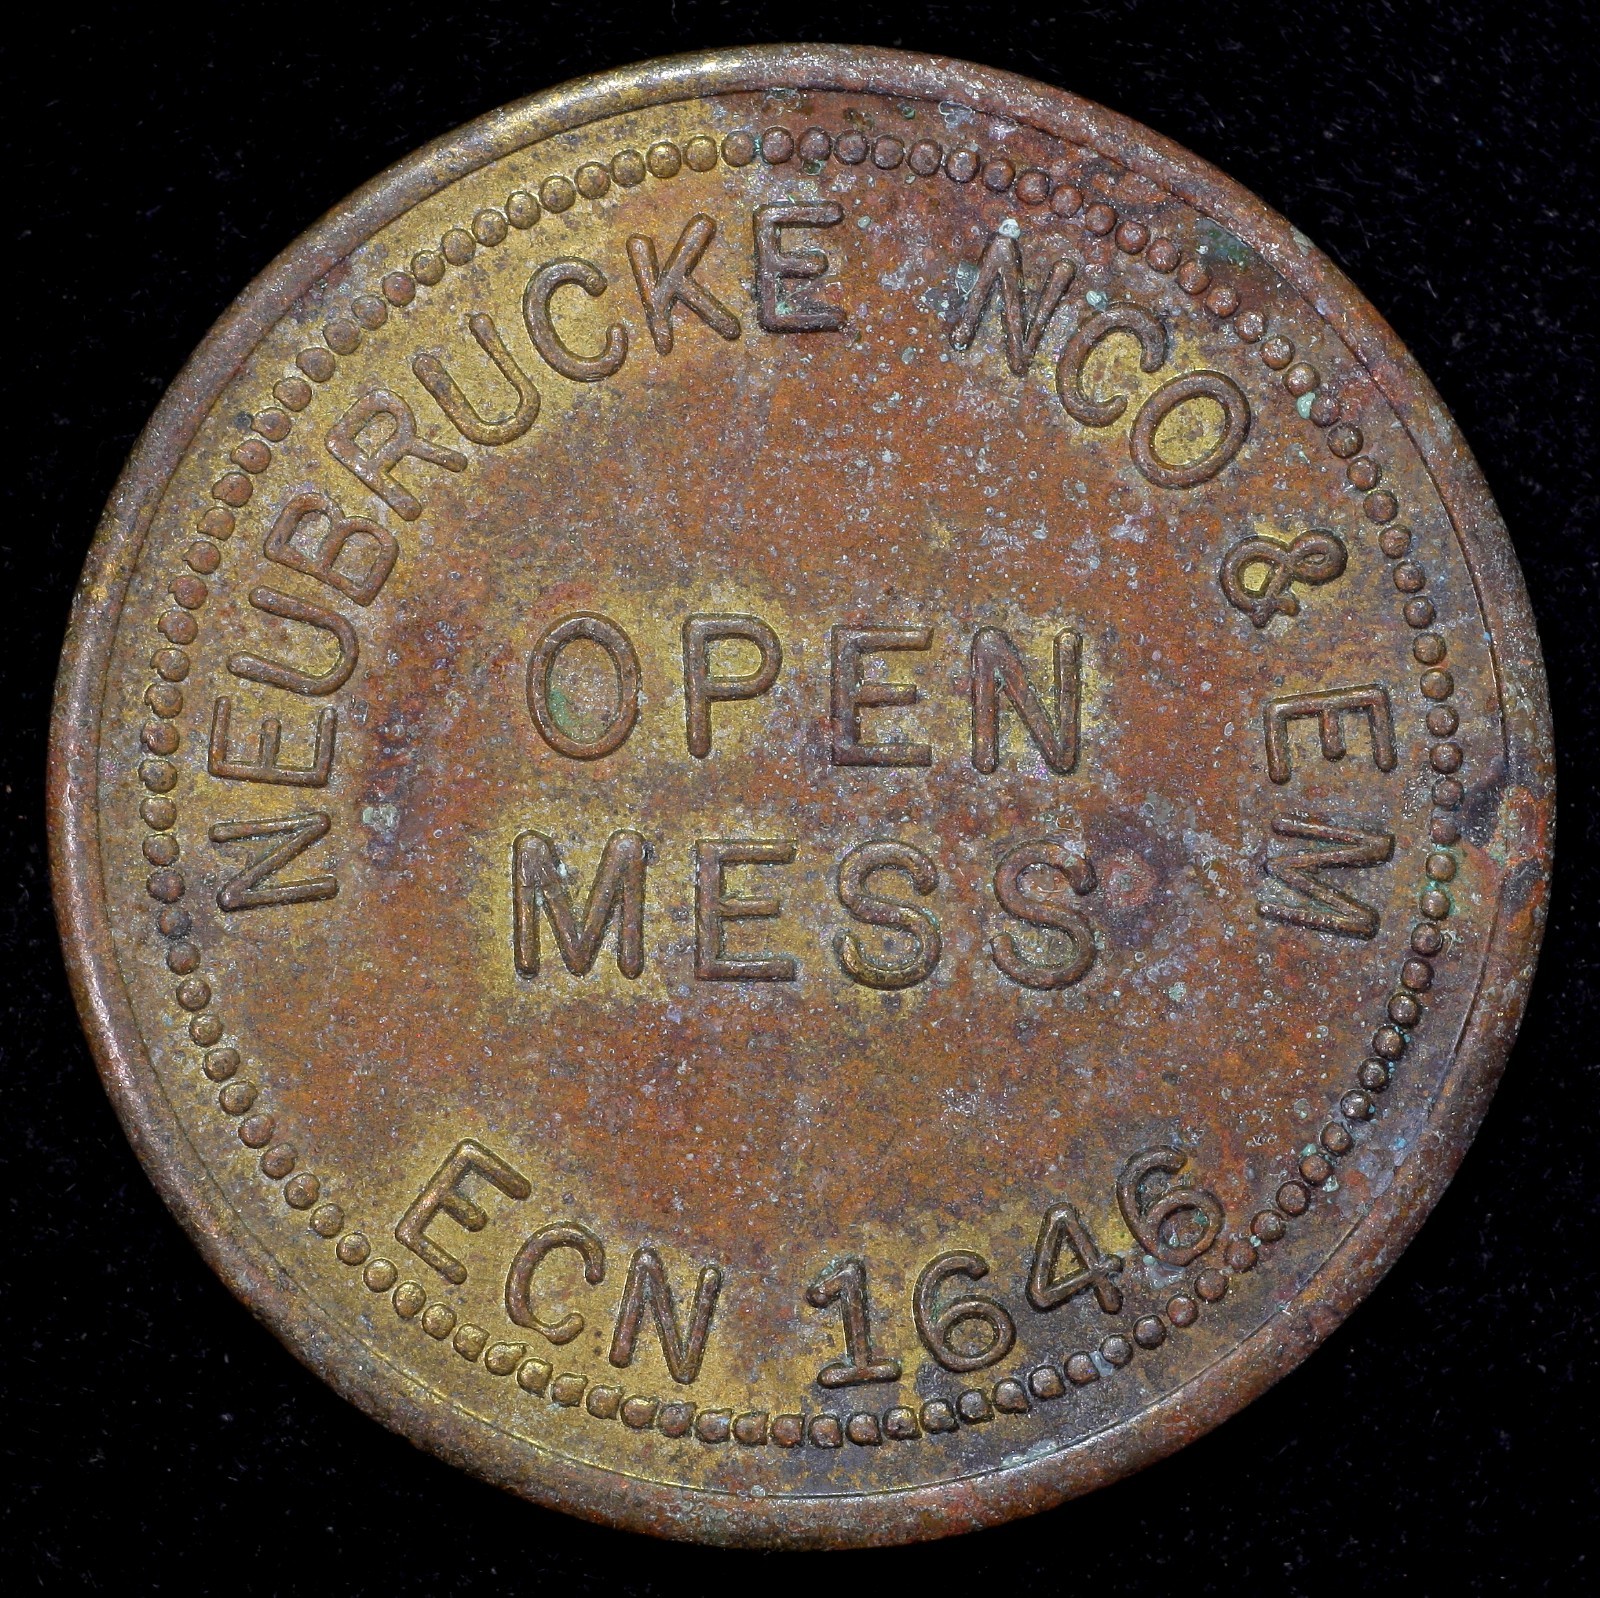 NEUBRUCKE NCO & EM
OPEN
MESS
ECN 1646